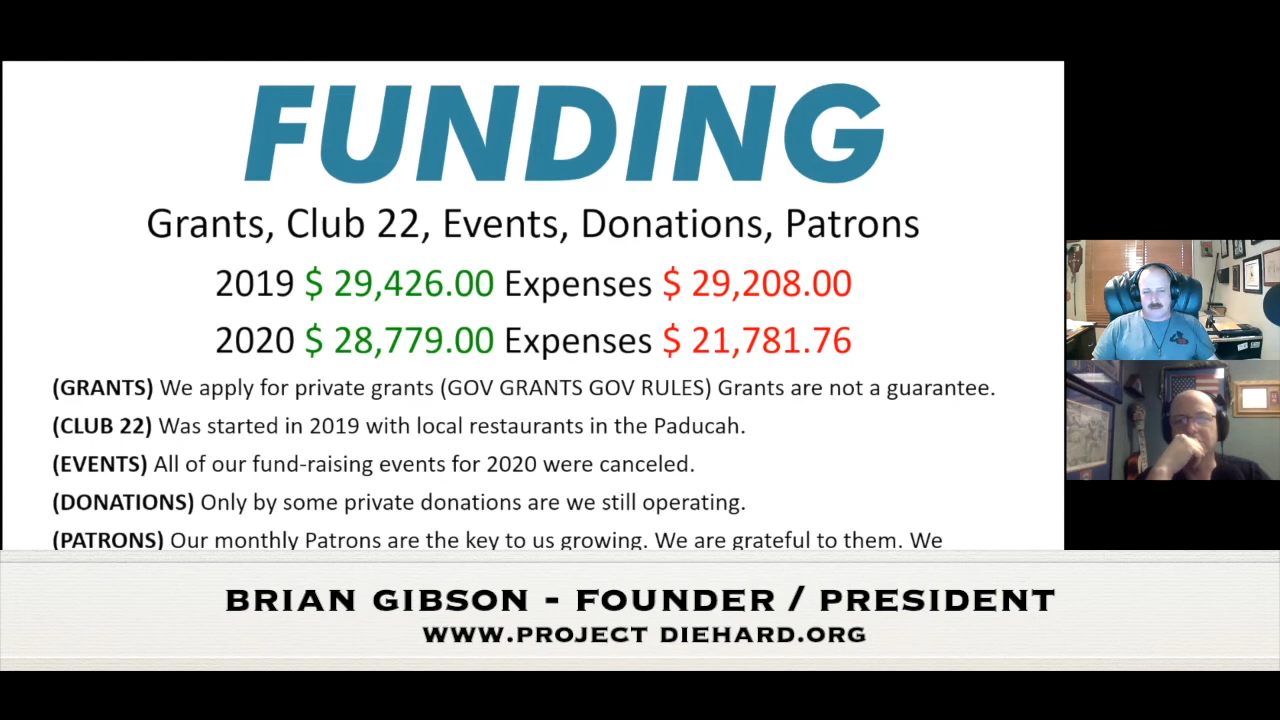 FUNDING
Grants, Club 22, Events, Donations, Patrons
2019 $ 29,426.00 Expenses $ 29,208.00
2020 $ 28,779.00 Expenses $ 21,781.76
(GRANTS) We apply for private grants (GOV GRANTS GOV RULES) Grants are not a guarantee.
(CLUB 22) Was started in 2019 with local restaurants in the Paducah.
(EVENTS) All of our fund-raising events for 2020 were canceled.
(DONATIONS) Only by some private donations are we still operating.
(PATRONS) Our monthly Patrons are the key to us growing. We are grateful to them. We
BRIAN GIBSON - FOUNDER / PRESIDENT
WWW.PROJECT DIEHARD.ORG